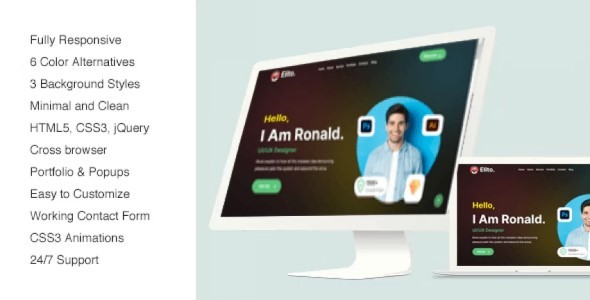 Fully Responsive
6 Color Alternatives
3 Background Styles
Minimal and Clean
HTML5, CSS3, jQuery
Cross browser
Portfolio & Popups
Easy to Customize
Working Contact Form
CSS3 Animations
24/7 Support
Elito.
Hello,
I Am Ronald.
UI/UX Designer
Ps
Ai
Elito.
Hello,
I Am Ronald.
UI/UX Designer
Ps